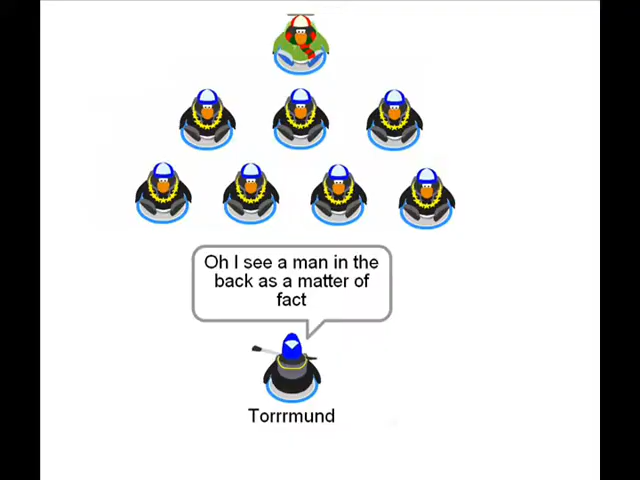 Oh I see a man in the
back as a matter of
fact
Torrrmund